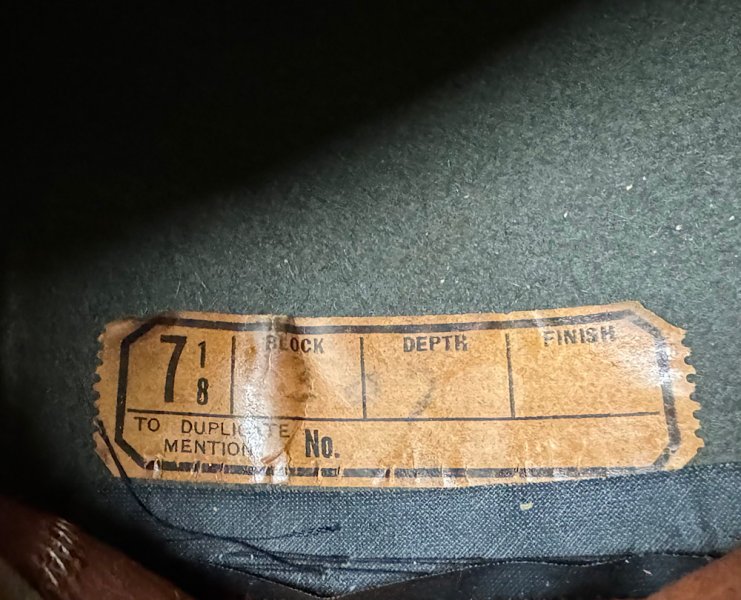 7 1/8 BLOCK DEPTH FINISH
TO DUPLICATE
MENTION No.